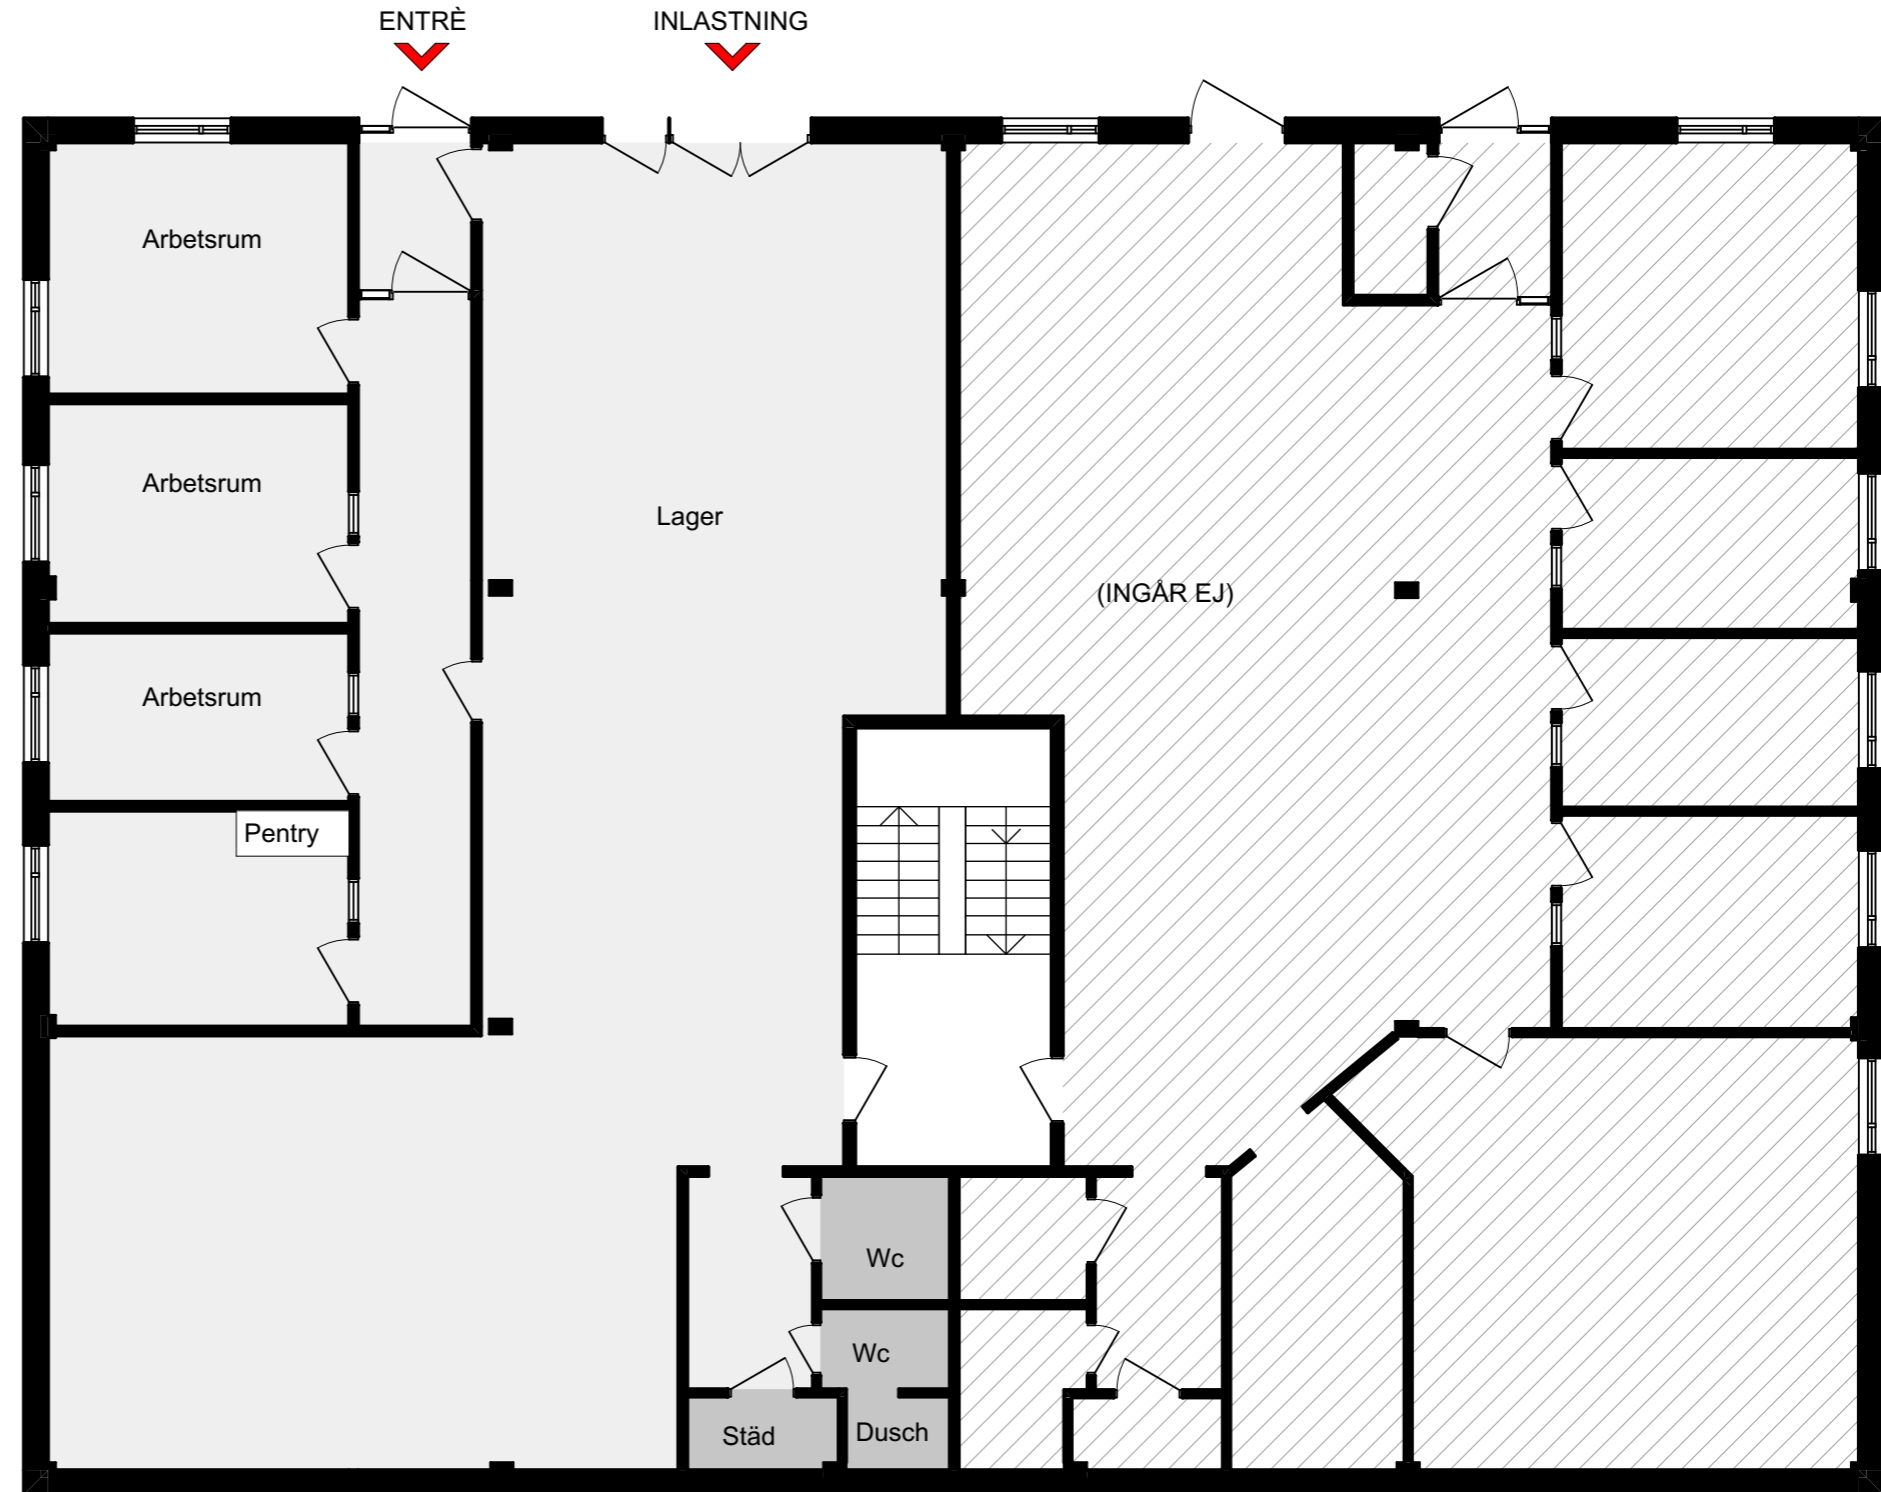 ENTRÈ
INLASTNING
Arbetsrum
Arbetsrum
Lager
(INGÅR EJ)
Arbetsrum
Pentry
Wc
Wc
Städ
Dusch